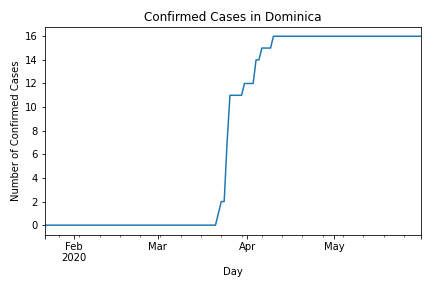 Confirmed Cases in Dominica
Number of Confirmed Cases
16
14
12
10
8
6
4
2
0
Feb
2020
Mar
Apr
May
Day